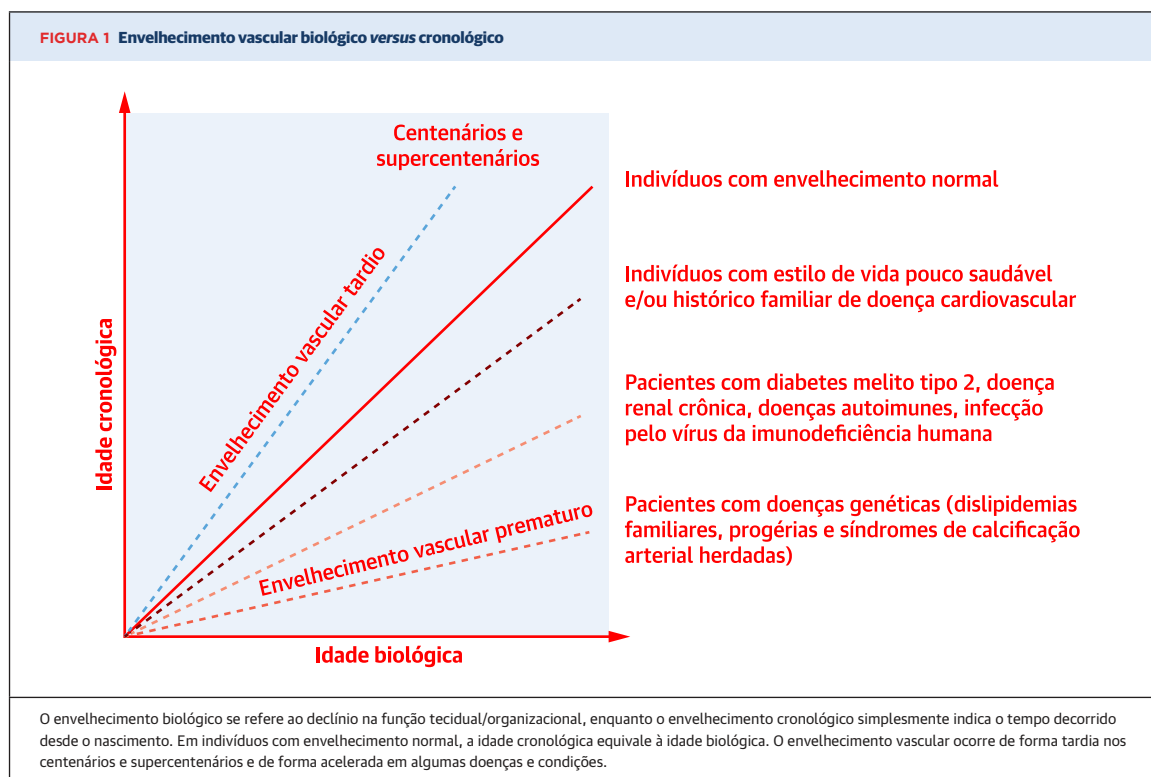 FIGURA 1 Envelhecimento vascular biológico versus cronológico
Centenários e
supercentenários
Envelhecimento vascular tardio
Envelhecimento vascular prematuro
Idade cronológica
Idade biológica
Indivíduos com envelhecimento normal
Indivíduos com estilo de vida pouco saudável
e/ou histórico familiar de doença cardiovascular
Pacientes com diabetes melito tipo 2, doença
renal crônica, doenças autoimunes, infecção
pelo vírus da imunodeficiência humana
Pacientes com doenças genéticas (dislipidemias
familiares, progérias e síndromes de calcificação
arterial herdadas)
O envelhecimento biológico se refere ao declínio na função tecidual/organizacional, enquanto o envelhecimento cronológico simplesmente indica o tempo decorrido
desde o nascimento. Em indivíduos com envelhecimento normal, a idade cronológica equivale à idade biológica. O envelhecimento vascular ocorre de forma tardia nos
centenários e supercentenários e de forma acelerada em algumas doenças e condições.